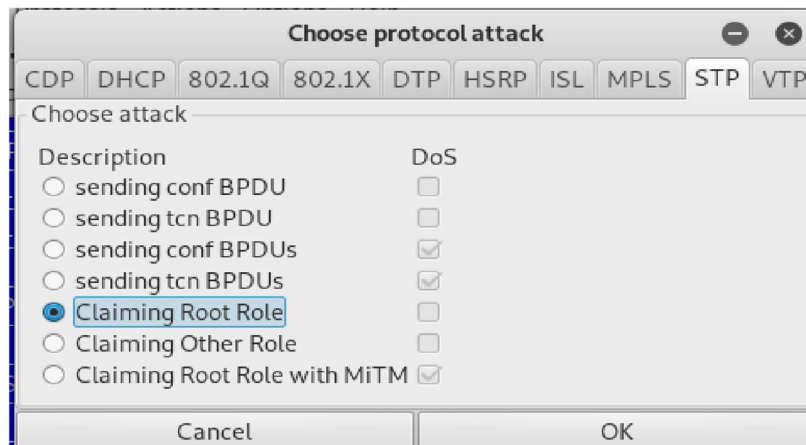 Choose protocol attack
CDP DHCP 802.1Q 802.1X DTP HSRP ISL MPLS STP VTP
Choose attack
Description DoS
sending conf BPDU
sending tcn BPDU
sending conf BPDUs
sending tcn BPDUs
Claiming Root Role
Claiming Other Role
Claiming Root Role with MiTM
Cancel OK